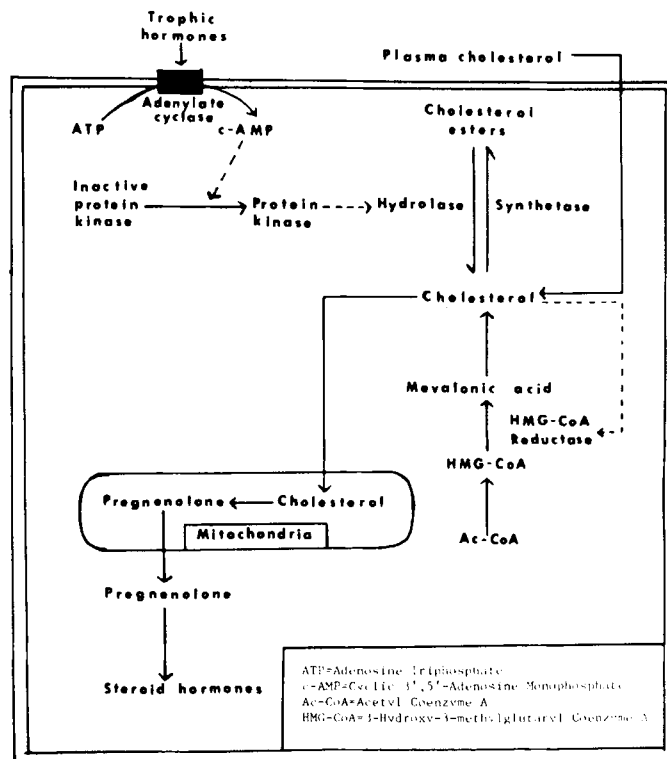 Trophic
hormones
Plasma cholesterol
Adenylate
cyclase
ATP
c-AMP
Cholesterol
esters
Inactive
protein
kinase
Protein
kinase
Hydrolase
Synthetase
Cholesterol
Mevalonic acid
HMG-CoA
Reductase
HMG-CoA
Pregnenolone
Cholesterol
Mitochondria
Ac-CoA
Pregnenolone
Steroid hormones
ATP=Adenosine Triphosphate
c-AMP=Cyclic 3',5'-Adenosine Monophosphate
Ac-CoA=Acetyl Coenzyme A
HMG-CoA=3-Hydroxy-3-methylglutaryl Coenzyme A